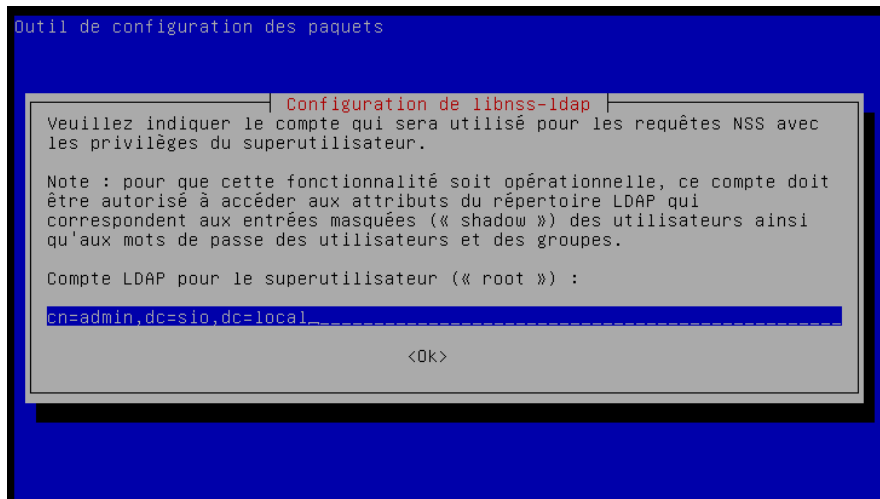 Outil de configuration des paquets
Configuration de libnss-ldap
Veuillez indiquer le compte qui sera utilisé pour les requêtes NSS avec
les privilèges du superutilisateur.
Note : pour que cette fonctionnalité soit opérationnelle, ce compte doit
être autorisé à accéder aux attributs du répertoire LDAP qui
correspondent aux entrées masquées (« shadow ») des utilisateurs ainsi
qu'aux mots de passe des utilisateurs et des groupes.
Compte LDAP pour le superutilisateur (« root ») :
cn=admin,dc=sio,dc=local
<Ok>